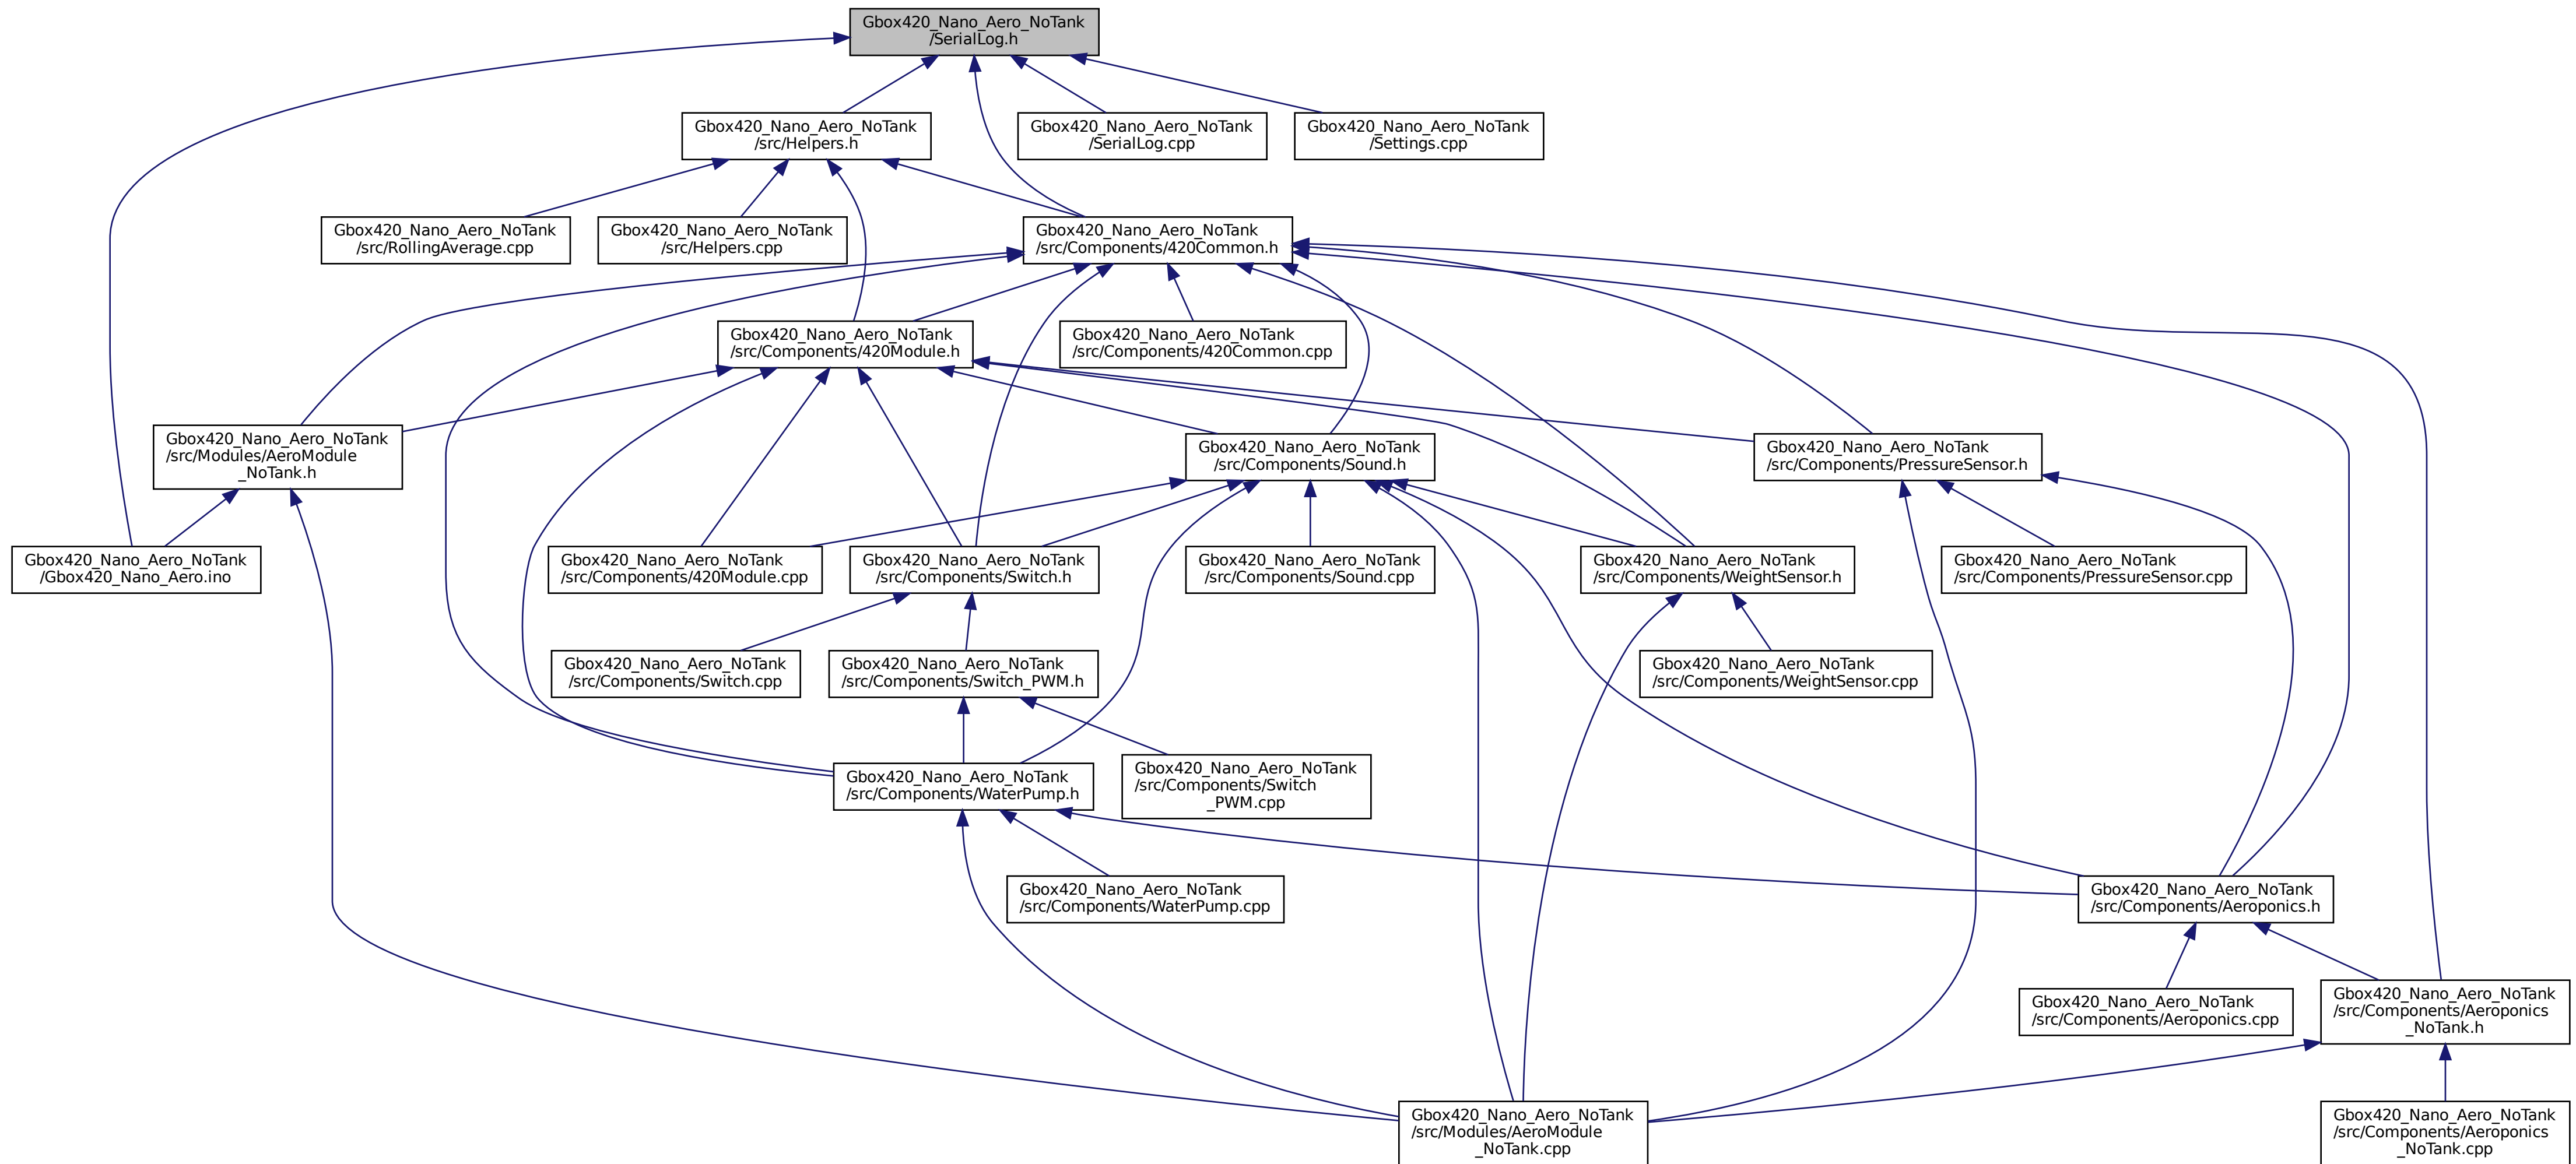 Gbox420_Nano_Aero_NoTank
/SerialLog.h
Gbox420_Nano_Aero_NoTank
/src/Helpers.h
Gbox420_Nano_Aero_NoTank
/SerialLog.cpp
Gbox420_Nano_Aero_NoTank
/Settings.cpp
Gbox420_Nano_Aero_NoTank
/src/RollingAverage.cpp
Gbox420_Nano_Aero_NoTank
/src/Helpers.cpp
Gbox420_Nano_Aero_NoTank
/src/Components/420Common.h
Gbox420_Nano_Aero_NoTank
/src/Components/420Module.h
Gbox420_Nano_Aero_NoTank
/src/Components/420Common.cpp
Gbox420_Nano_Aero_NoTank
/src/Modules/AeroModule
_NoTank.h
Gbox420_Nano_Aero_NoTank
/src/Components/Sound.h
Gbox420_Nano_Aero_NoTank
/src/Components/PressureSensor.h
Gbox420_Nano_Aero_NoTank
/Gbox420_Nano_Aero.ino
Gbox420_Nano_Aero_NoTank
/src/Components/420Module.cpp
Gbox420_Nano_Aero_NoTank
/src/Components/Switch.h
Gbox420_Nano_Aero_NoTank
/src/Components/Sound.cpp
Gbox420_Nano_Aero_NoTank
/src/Components/WeightSensor.h
Gbox420_Nano_Aero_NoTank
/src/Components/PressureSensor.cpp
Gbox420_Nano_Aero_NoTank
/src/Components/Switch.cpp
Gbox420_Nano_Aero_NoTank
/src/Components/Switch_PWM.h
Gbox420_Nano_Aero_NoTank
/src/Components/WeightSensor.cpp
Gbox420_Nano_Aero_NoTank
/src/Components/WaterPump.h
Gbox420_Nano_Aero_NoTank
/src/Components/Switch
_PWM.cpp
Gbox420_Nano_Aero_NoTank
/src/Components/WaterPump.cpp
Gbox420_Nano_Aero_NoTank
/src/Components/Aeroponics.h
Gbox420_Nano_Aero_NoTank
/src/Components/Aeroponics.cpp
Gbox420_Nano_Aero_NoTank
/src/Components/Aeroponics
_NoTank.h
Gbox420_Nano_Aero_NoTank
/src/Modules/AeroModule
_NoTank.cpp
Gbox420_Nano_Aero_NoTank
/src/Components/Aeroponics
_NoTank.cpp